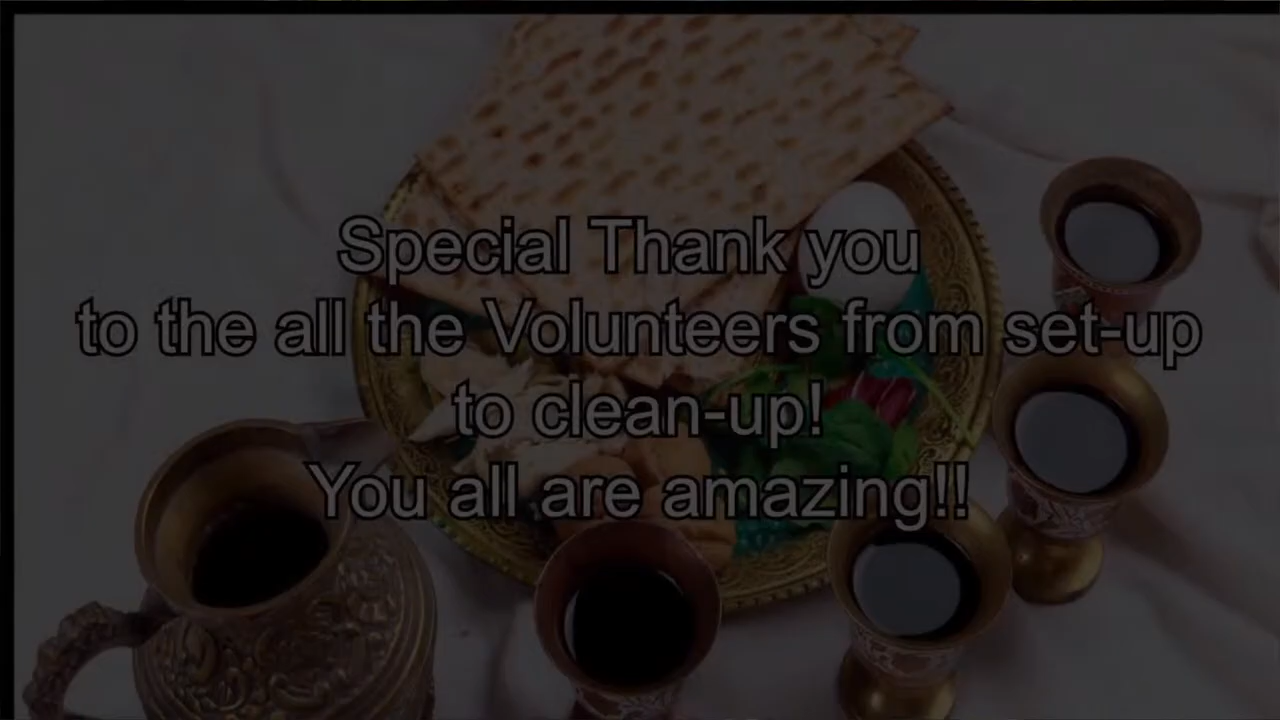 Special Thank you
to the all the Volunteers from set-up
to clean-up!
You all are amazing!!